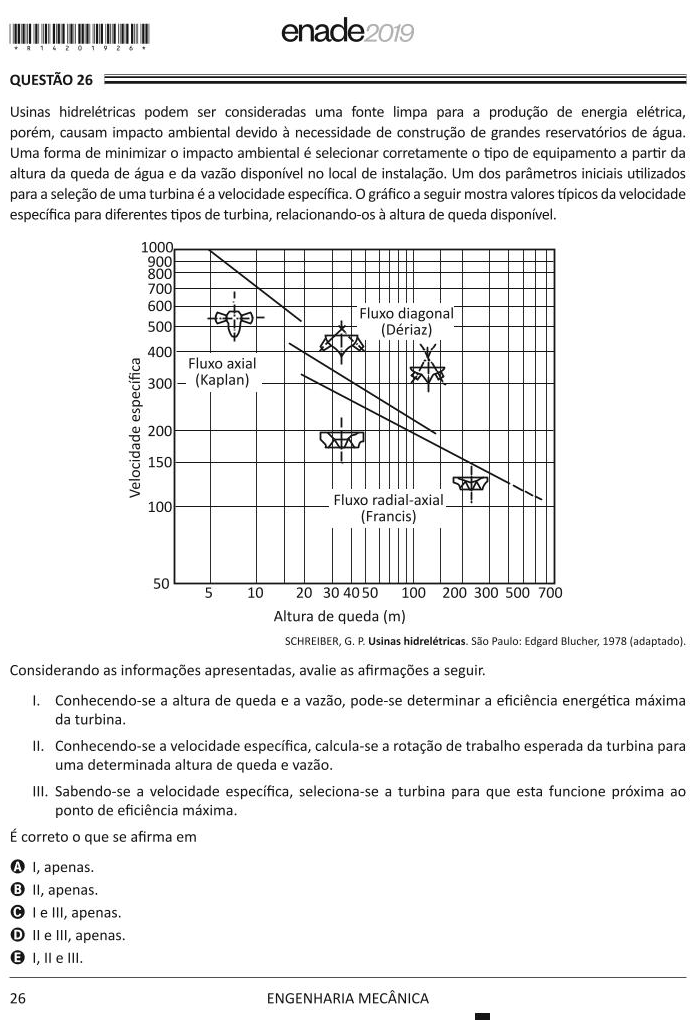 enade2019
* R 1 4 2 0 1 9 2 6 *
QUESTÃO 26
Usinas hidrelétricas podem ser consideradas uma fonte limpa para a produção de energia elétrica,
porém, causam impacto ambiental devido à necessidade de construção de grandes reservatórios de água.
Uma forma de minimizar o impacto ambiental é selecionar corretamente o tipo de equipamento a partir da
altura da queda de água e da vazão disponível no local de instalação. Um dos parâmetros iniciais utilizados
para a seleção de uma turbina é a velocidade específica. O gráfico a seguir mostra valores típicos da velocidade
específica para diferentes tipos de turbina, relacionando-os à altura de queda disponível.
1000
900
800
700
600
500
400
300
200
150
100
50
Velocidade específica
Fluxo diagonal
(Dériaz)
Fluxo axial
(Kaplan)
Fluxo radial-axial
(Francis)
5 10 20 30 40 50 100 200 300 500 700
Altura de queda (m)
SCHREIBER, G. P. Usinas hidrelétricas. São Paulo: Edgard Blucher, 1978 (adaptado).
Considerando as informações apresentadas, avalie as afirmações a seguir.
I. Conhecendo-se a altura de queda e a vazão, pode-se determinar a eficiência energética máxima
da turbina.
II. Conhecendo-se a velocidade específica, calcula-se a rotação de trabalho esperada da turbina para
uma determinada altura de queda e vazão.
III. Sabendo-se a velocidade específica, seleciona-se a turbina para que esta funcione próxima ao
ponto de eficiência máxima.
É correto o que se afirma em
A I, apenas.
B II, apenas.
C I e III, apenas.
D II e III, apenas.
E I, II e III.
26
ENGENHARIA MECÂNICA